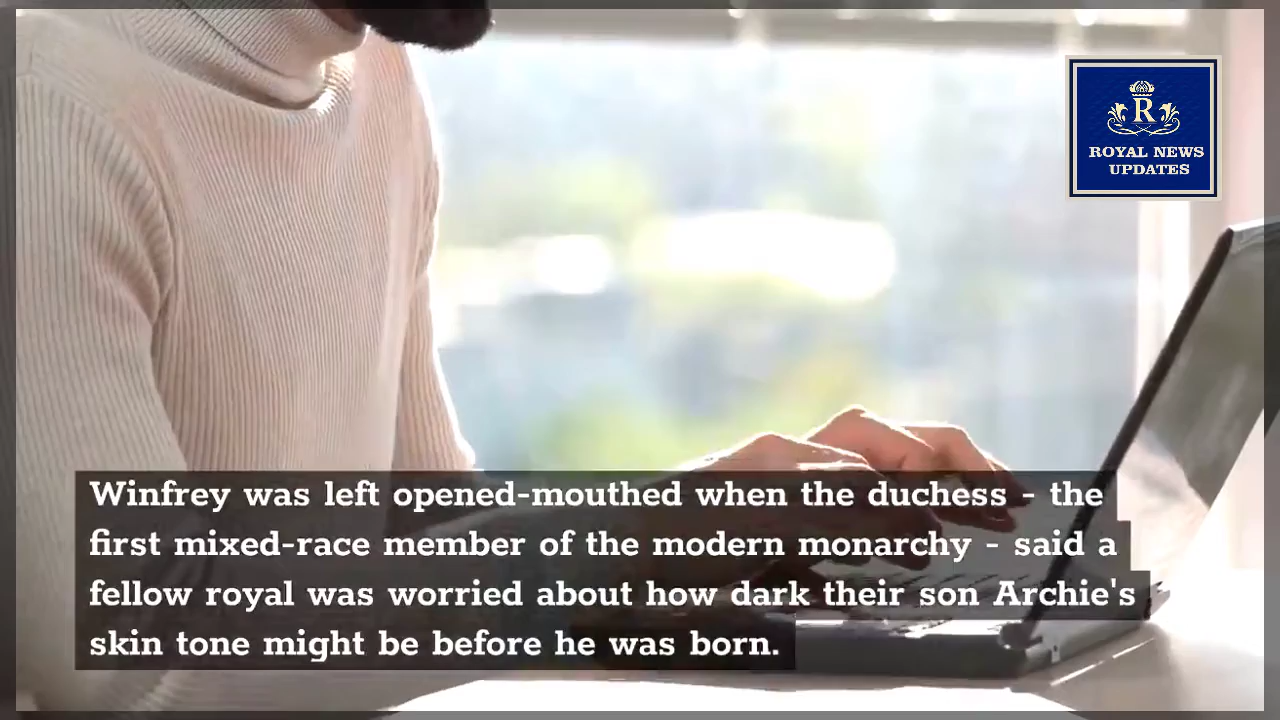 R
ROYAL NEWS
UPDATES
Winfrey was left opened-mouthed when the duchess - the
first mixed-race member of the modern monarchy - said a
fellow royal was worried about how dark their son Archie's
skin tone might be before he was born.